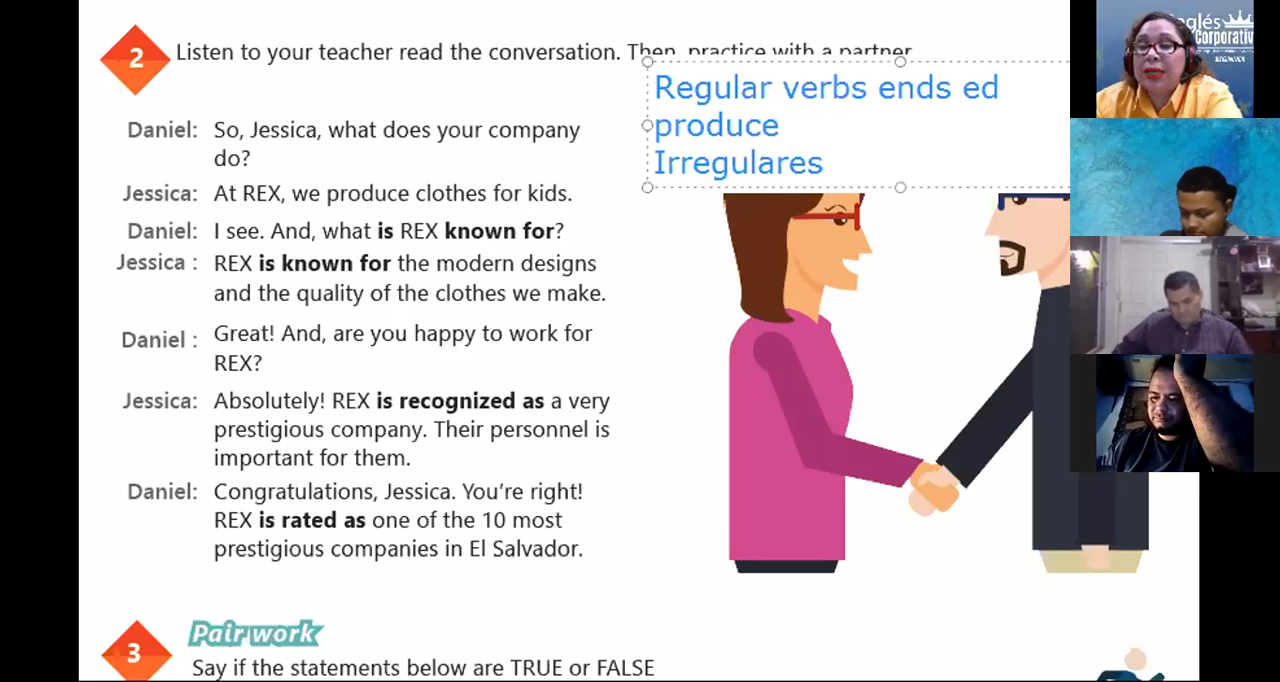 2
Listen to your teacher read the conversation. Then, practice with a partner
Regular verbs ends ed
produce
Irregulares
Daniel: So, Jessica, what does your company
do?
Jessica: At REX, we produce clothes for kids.
Daniel: I see. And, what is REX known for?
Jessica : REX is known for the modern designs
and the quality of the clothes we make.
Daniel : Great! And, are you happy to work for
REX?
Jessica: Absolutely! REX is recognized as a very
prestigious company. Their personnel is
important for them.
Daniel: Congratulations, Jessica. You're right!
REX is rated as one of the 10 most
prestigious companies in El Salvador.
3
Pair work
Say if the statements below are TRUE or FALSE